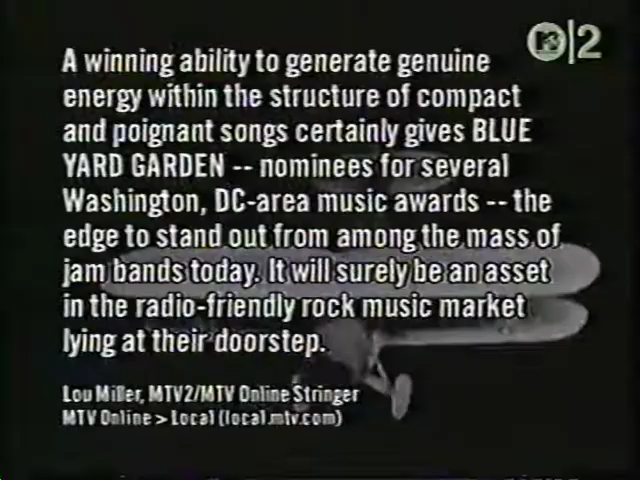 A winning ability to generate genuine
energy within the structure of compact
and poignant songs certainly gives BLUE
YARD GARDEN -- nominees for several
Washington, DC-area music awards -- the
edge to stand out from among the mass of
jam bands today. It will surely be an asset
in the radio-friendly rock music market
lying at their doorstep.
Lou Miller, MTV2/MTV Online Stringer
MTV Online > Local (local.mtv.com)
M|2